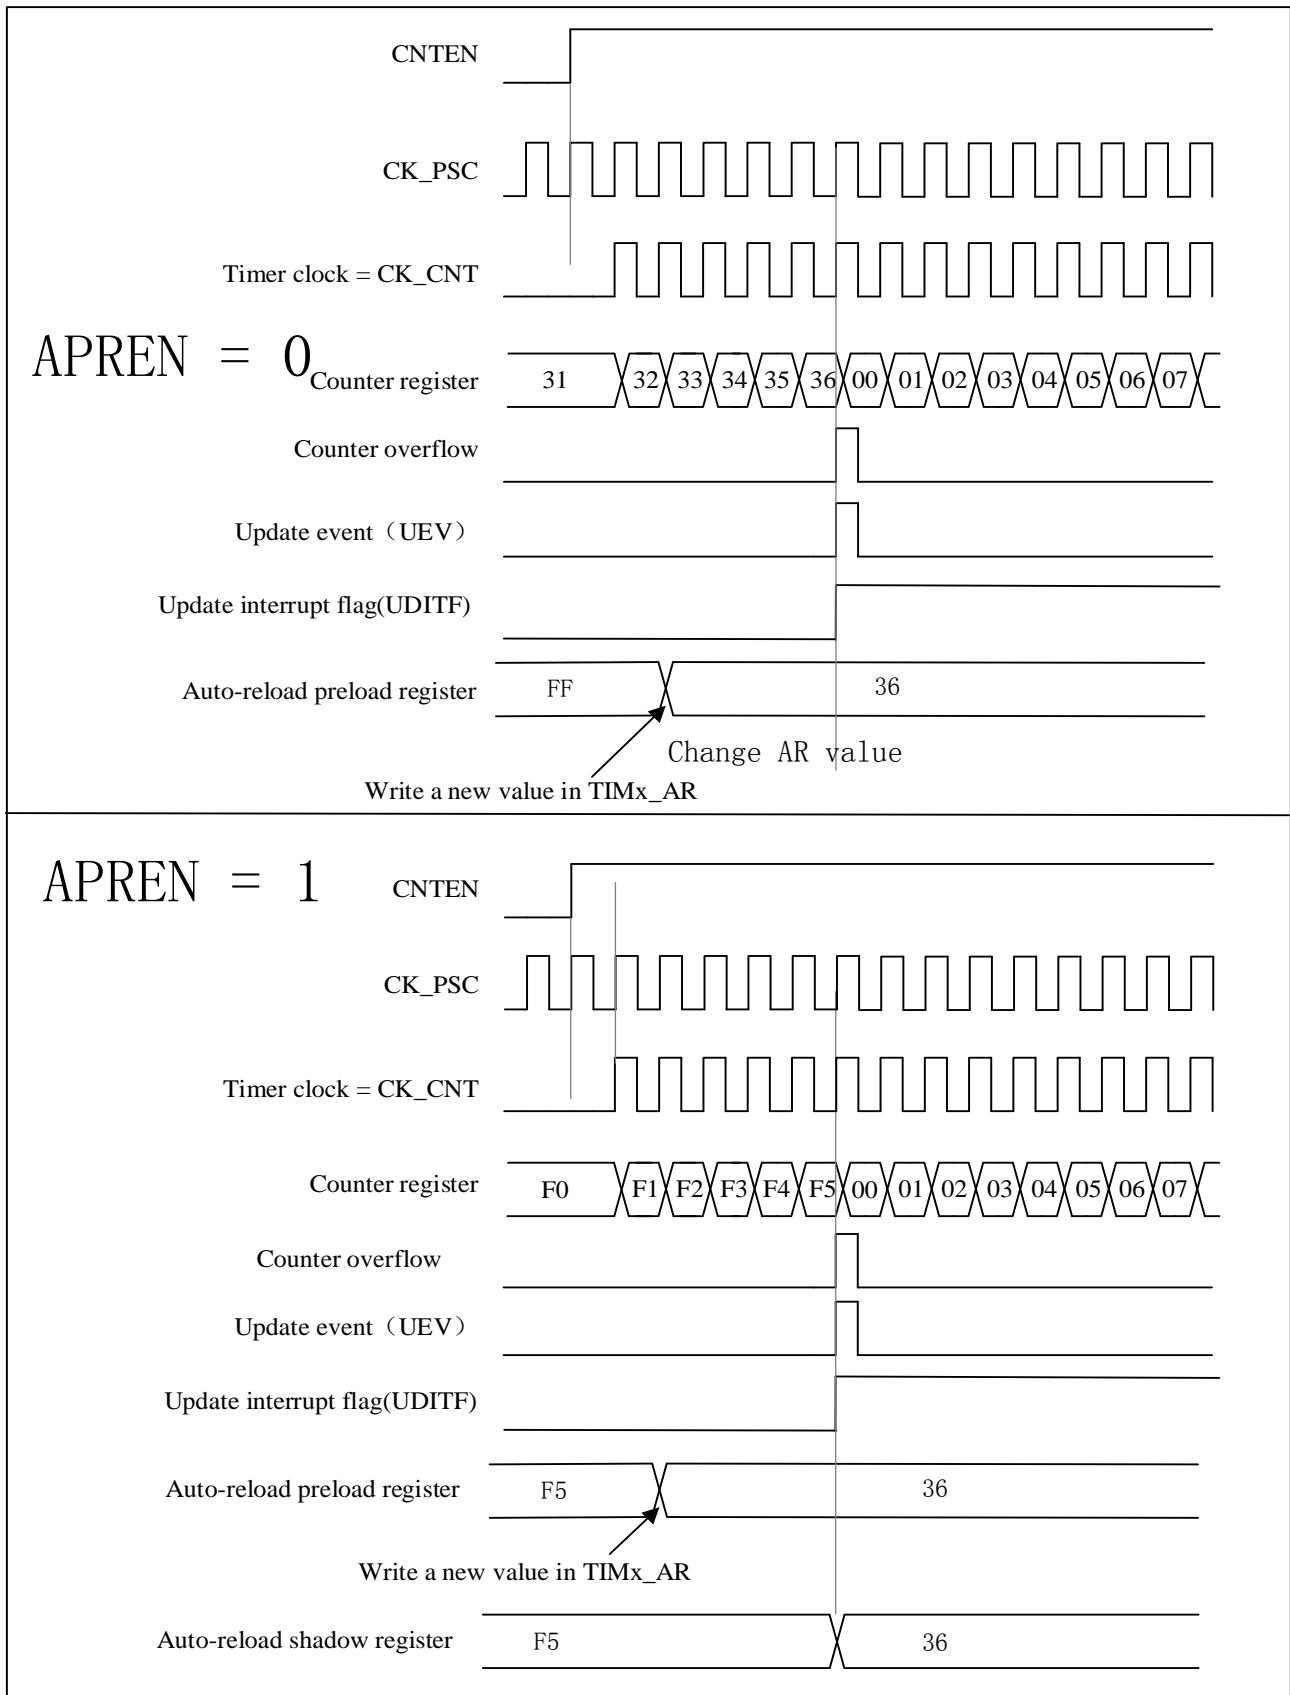 CNTEN
CK_PSC
Timer clock = CK_CNT
APREN = 0
Counter register 31 32 33 34 35 36 00 01 02 03 04 05 06 07
Counter overflow
Update event（UEV）
Update interrupt flag(UDITF)
Auto-reload preload register FF 36
Change AR value
Write a new value in TIMx_AR
APREN = 1
CNTEN
CK_PSC
Timer clock = CK_CNT
Counter register F0 F1 F2 F3 F4 F5 00 01 02 03 04 05 06 07
Counter overflow
Update event（UEV）
Update interrupt flag(UDITF)
Auto-reload preload register F5 36
Write a new value in TIMx_AR
Auto-reload shadow register F5 36